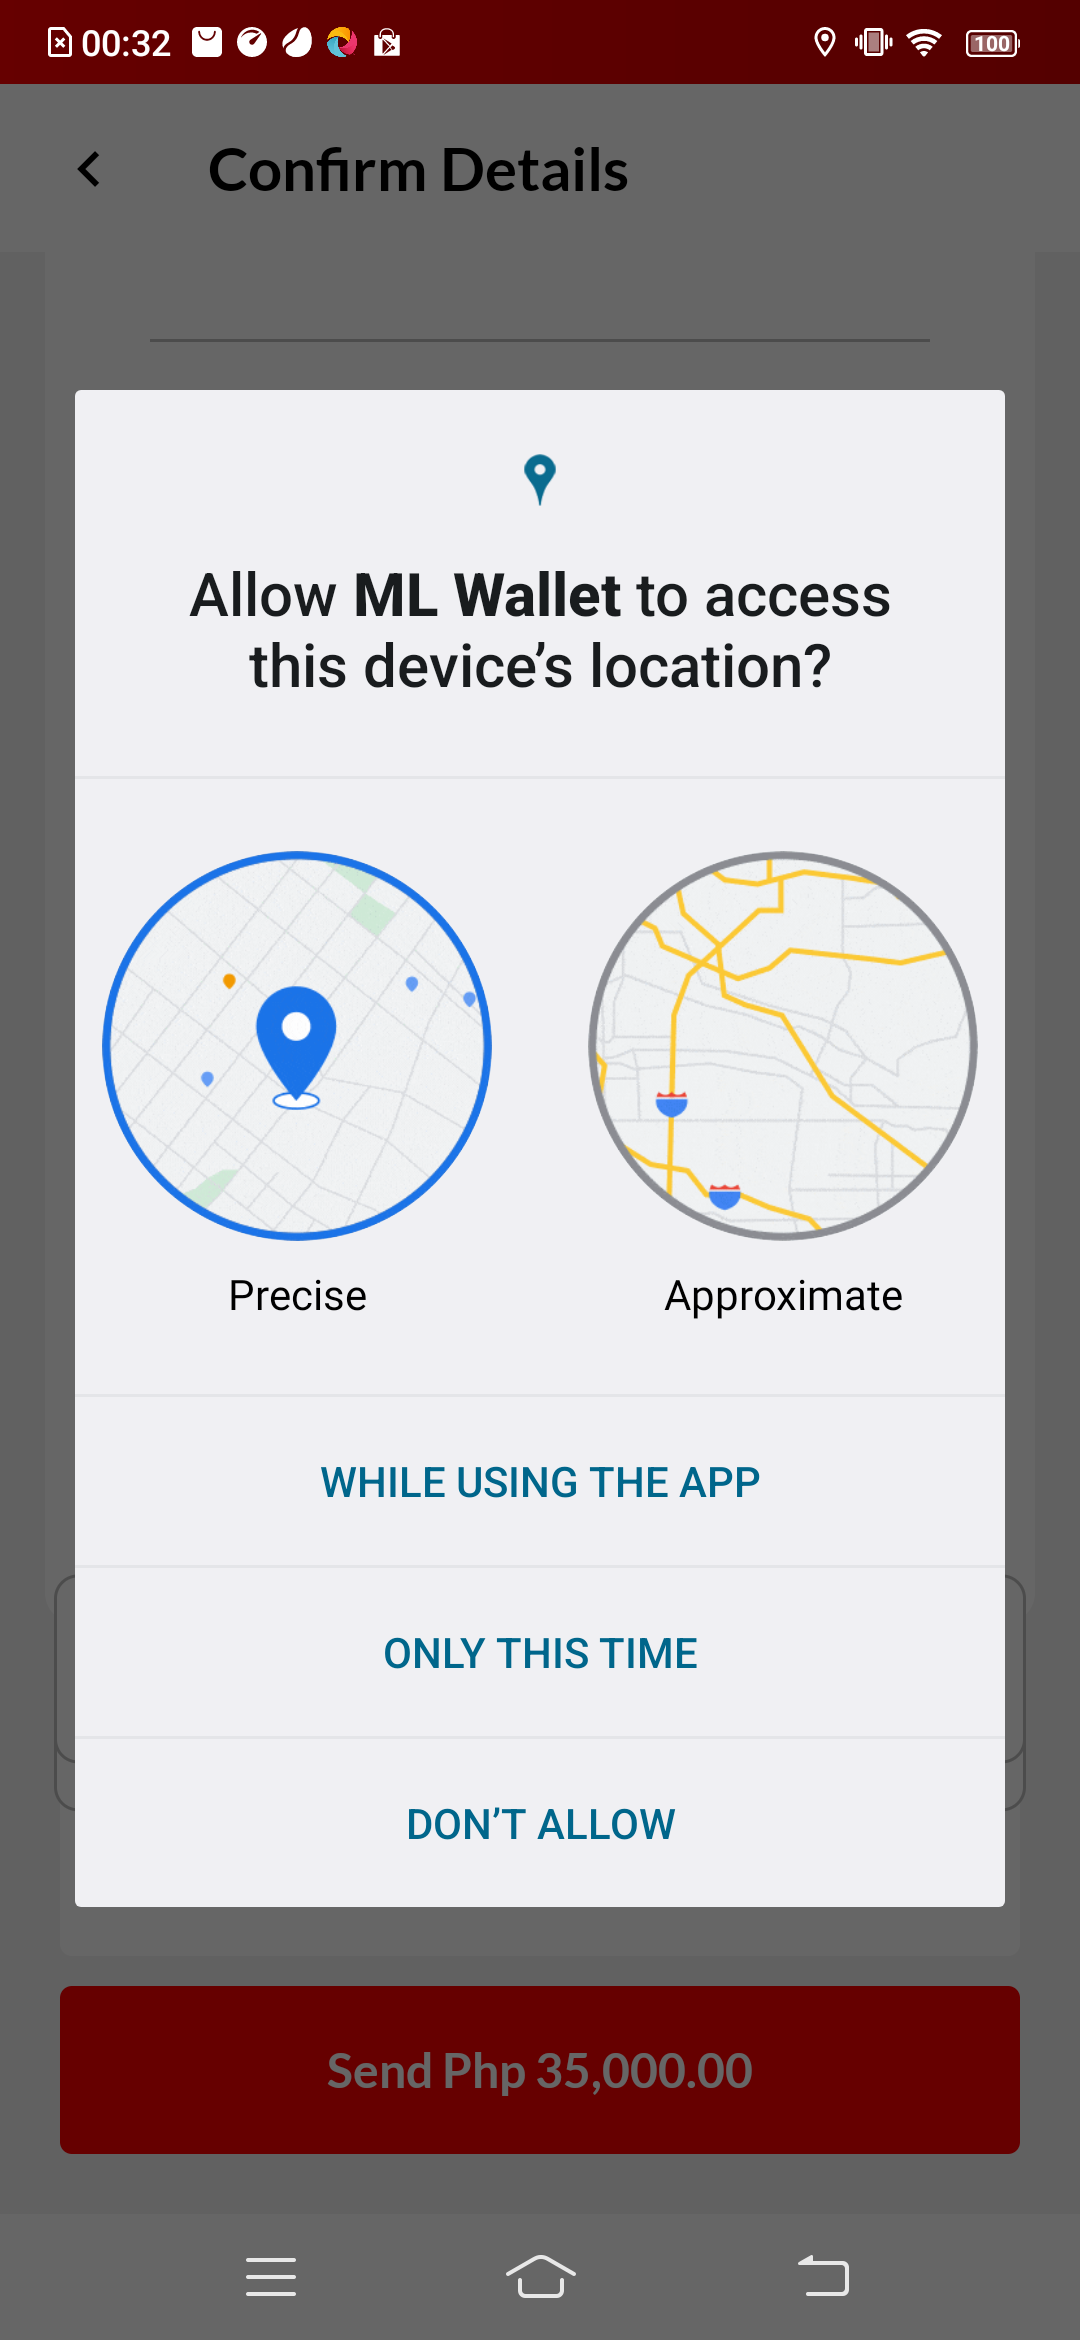 00:32
100
Confirm Details
Allow ML Wallet to access
this device’s location?
Precise
Approximate
WHILE USING THE APP
ONLY THIS TIME
DON’T ALLOW
Send Php 35,000.00